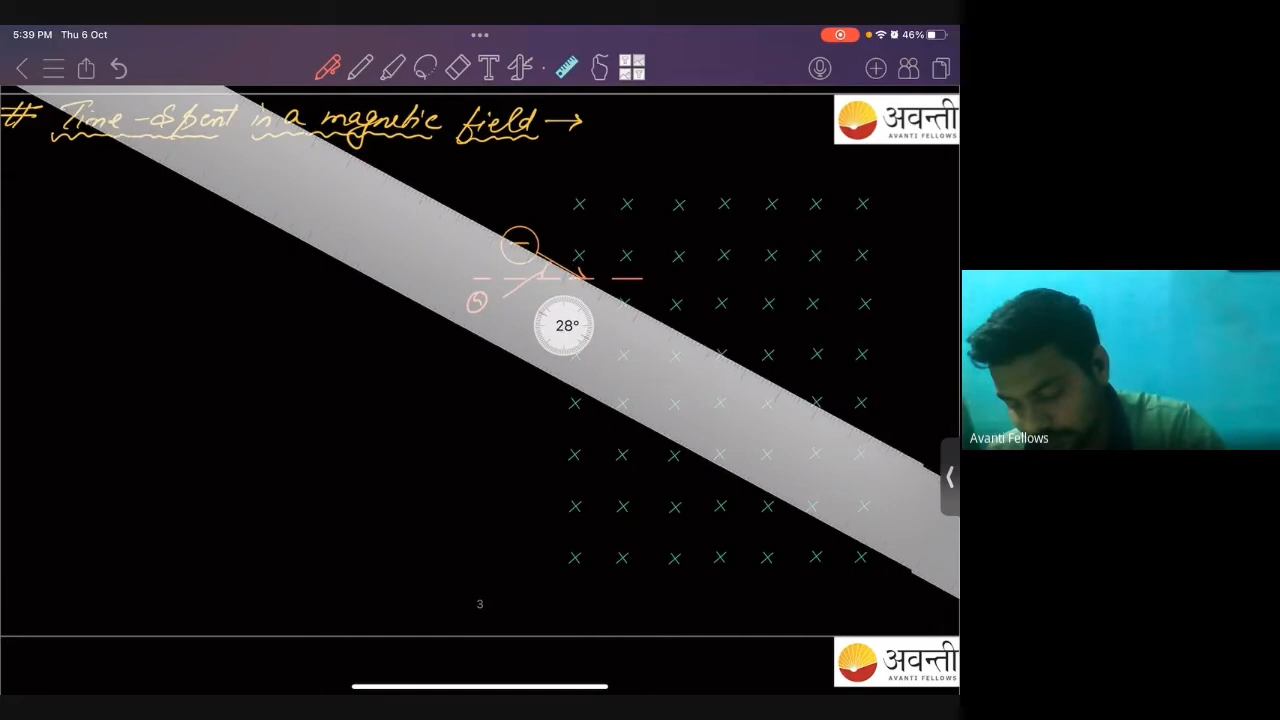 5:39 PM Thu 6 Oct
46%
# Time-Spent in a magnetic field →
अवन्ती
AVANTI FELLOWS
28°
Avanti Fellows
3
अवन्ती
AVANTI FELLOWS